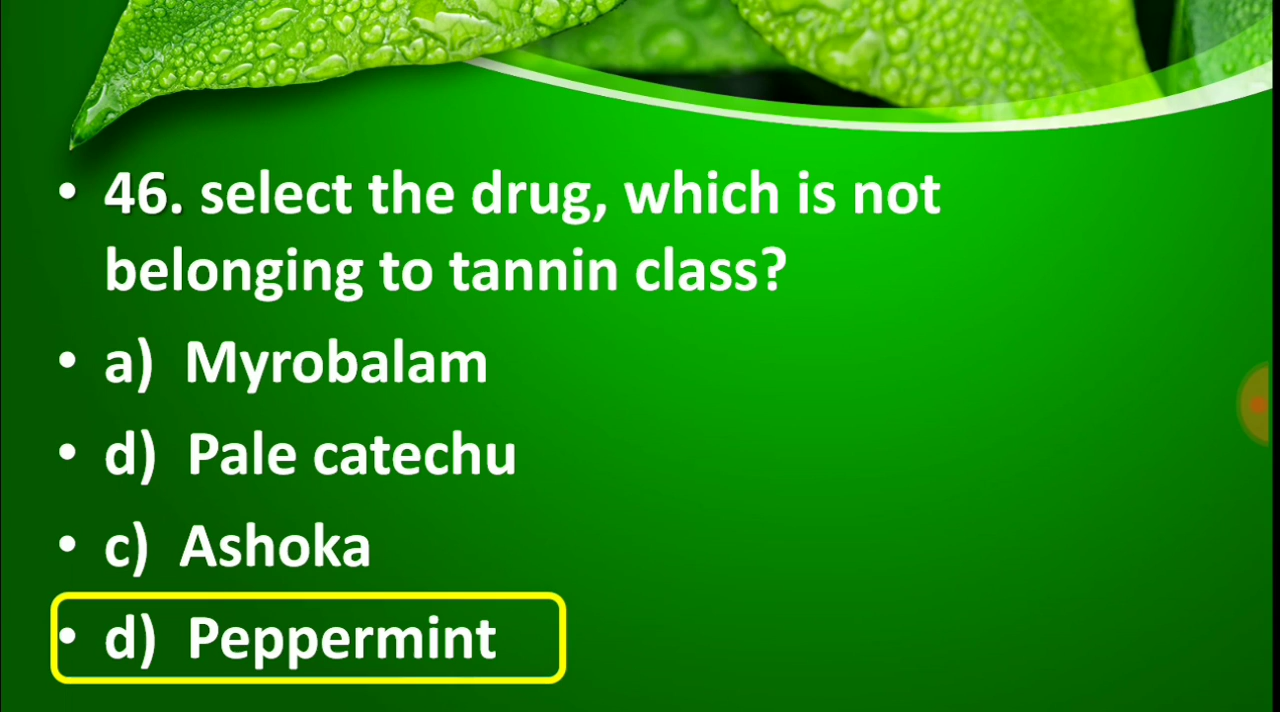 • 46. select the drug, which is not
belonging to tannin class?
• a) Myrobalam
• d) Pale catechu
• c) Ashoka
• d) Peppermint